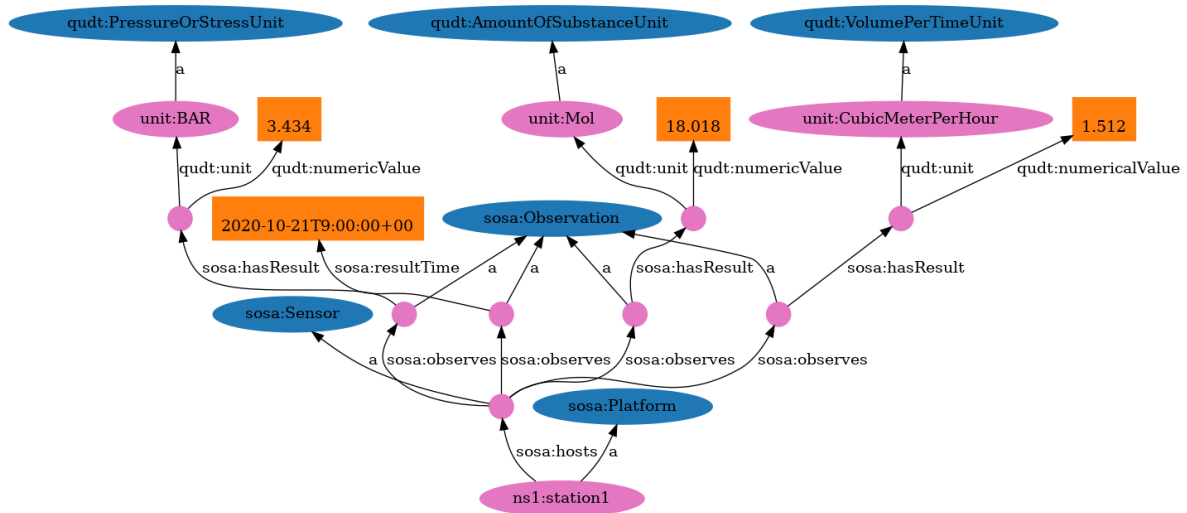 qudt:PressureOrStressUnit
qudt:AmountOfSubstanceUnit
qudt:VolumePerTimeUnit
a
a
a
unit:BAR
3.434
unit:Mol
18.018
unit:CubicMeterPerHour
1.512
qudt:unit
qudt:numericValue
qudt:unit
qudt:numericValue
qudt:unit
qudt:numericalValue
2020-10-21T9:00:00+00
sosa:Observation
sosa:hasResult
sosa:resultTime
a
a
a
sosa:hasResult
a
sosa:hasResult
sosa:Sensor
a
sosa:observes
sosa:observes
sosa:observes
sosa:observes
sosa:Platform
sosa:hosts
a
ns1:station1